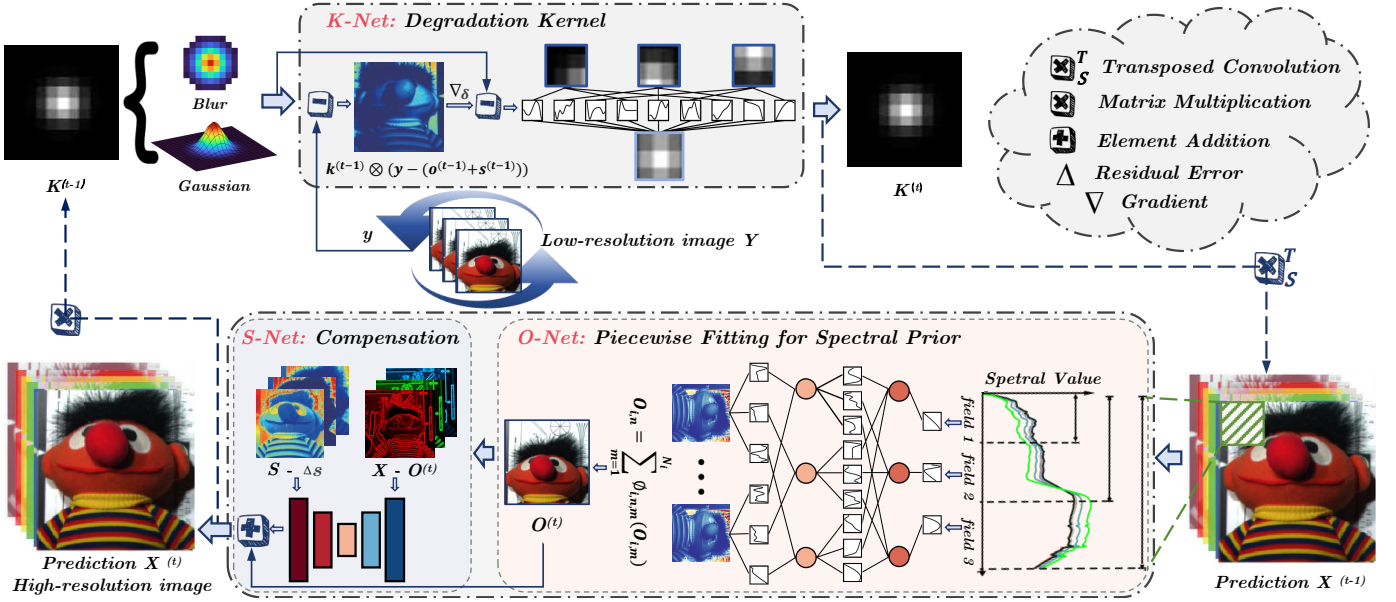 K-Net: Degradation Kernel
Blur
Gaussian
K(t-1)
∇δ
k(t-1) ⊗ (y − (o(t-1)+s(t-1)))
K(t)
T
S
Transposed Convolution
Matrix Multiplication
Element Addition
Δ Residual Error
∇ Gradient
y
Low-resolution image Y
T
S
S-Net: Compensation
O-Net: Piecewise Fitting for Spectral Prior
S - Δs
X - O(t)
O(t)
O i,n = ∑ N l m=1 ∅ i,n,m (O i,m)
Spetral Value
field 1
field 2
field 3
Prediction X (t)
High-resolution image
Prediction X (t-1)